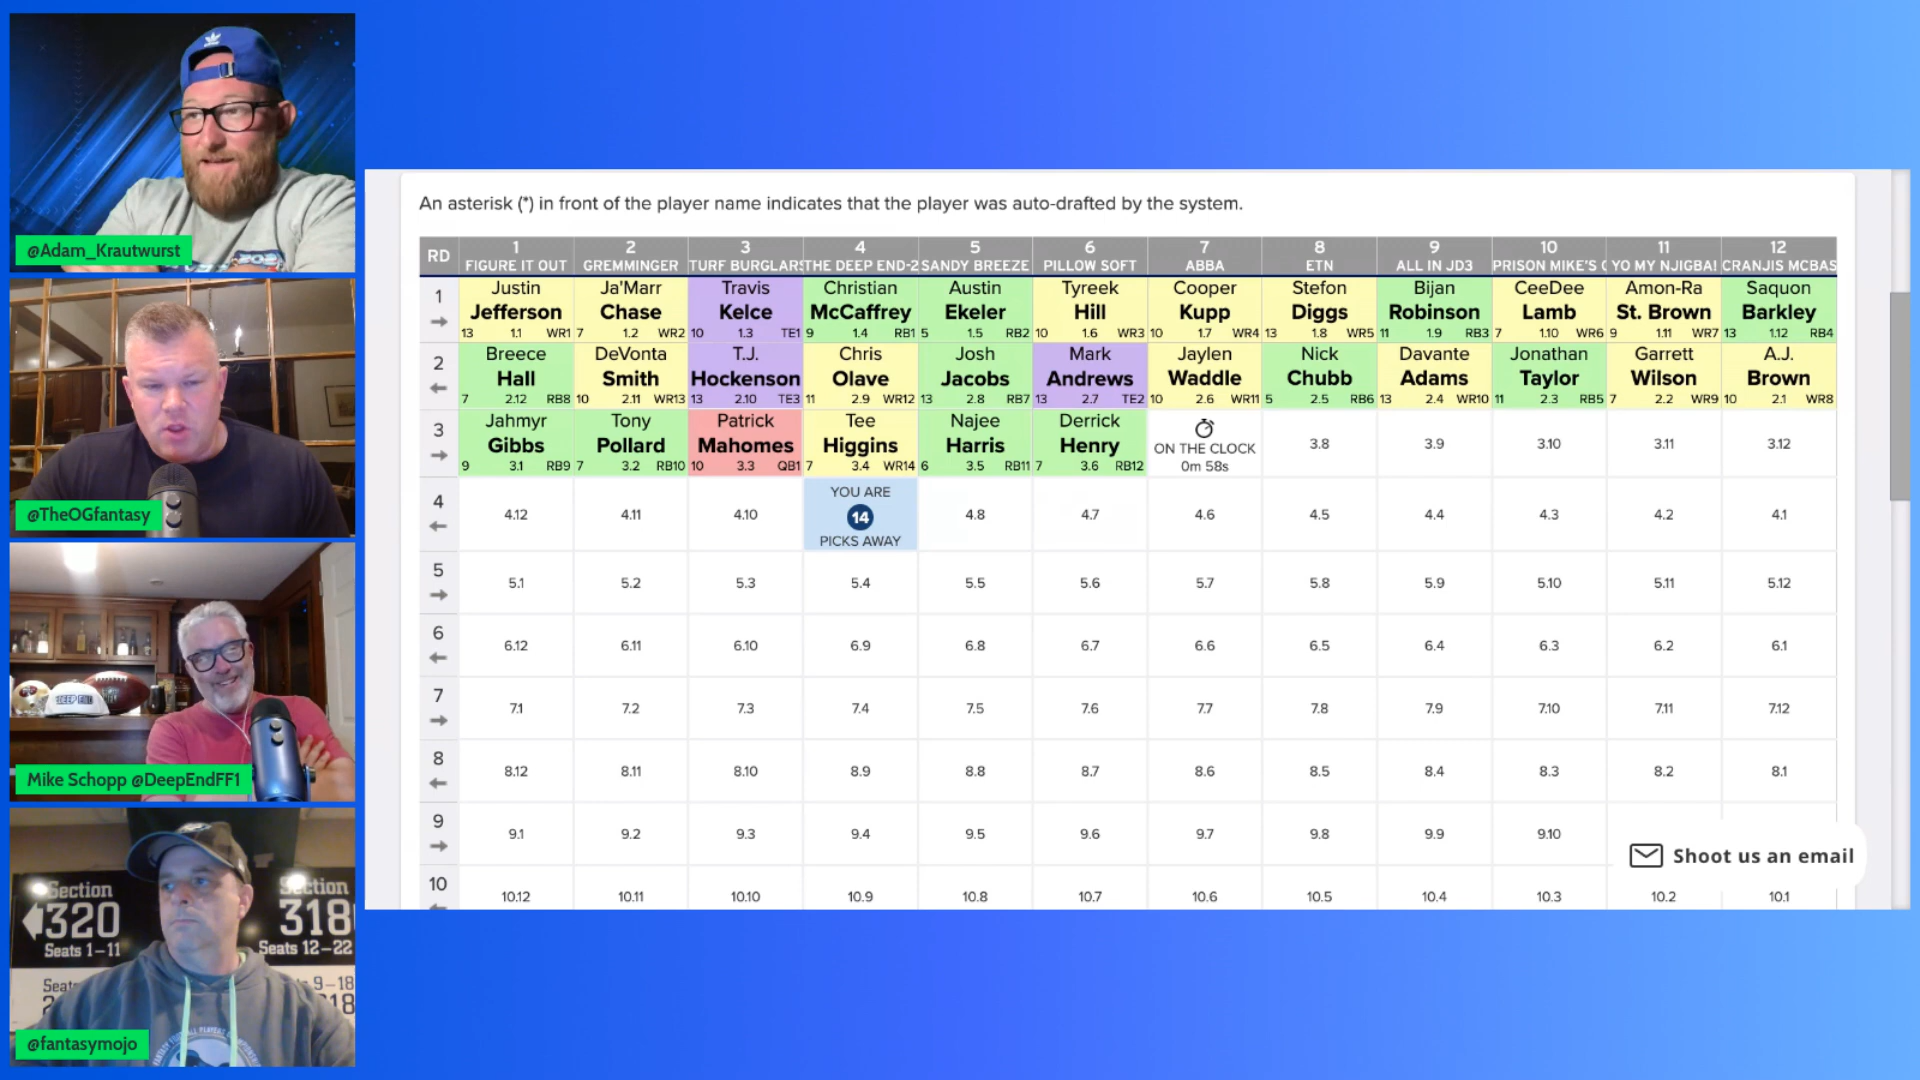 @Adam_Krautwurst
@TheOGfantasy
DEEP END
Mike Schopp @DeepEndFF1
Section
320
Seats 1-11
Section
318
Seats 12-22
9-18
@fantasymojo
An asterisk (*) in front of the player name indicates that the player was auto-drafted by the system.
RD 1 2 3 4 5 6 7 8 9 10 11 12
FIGURE IT OUT GREMMINGER TURF BURGLARS THE DEEP END-2 SANDY BREEZE PILLOW SOFT ABBA ETN ALL IN JD3 PRISON MIKE'S YO MY NJIGBA! CRANJIS MCBAS
1 Justin Ja'Marr Travis Christian Austin Tyreek Cooper Stefon Bijan CeeDee Amon-Ra Saquon
Jefferson Chase Kelce McCaffrey Ekeler Hill Kupp Diggs Robinson Lamb St. Brown Barkley
13 1.1 WR1 7 1.2 WR2 10 1.3 TE1 9 1.4 RB1 5 1.5 RB2 10 1.6 WR3 10 1.7 WR4 13 1.8 WR5 11 1.9 RB3 7 1.10 WR6 9 1.11 WR7 13 1.12 RB4
2 Breece DeVonta T.J. Chris Josh Mark Jaylen Nick Davante Jonathan Garrett A.J.
Hall Smith Hockenson Olave Jacobs Andrews Waddle Chubb Adams Taylor Wilson Brown
7 2.12 RB8 10 2.11 WR13 13 2.10 TE3 11 2.9 WR12 13 2.8 RB7 13 2.7 TE2 10 2.6 WR11 5 2.5 RB6 13 2.4 WR10 11 2.3 RB5 7 2.2 WR9 10 2.1 WR8
3 Jahmyr Tony Patrick Tee Najee Derrick
Gibbs Pollard Mahomes Higgins Harris Henry ON THE CLOCK 3.8 3.9 3.10 3.11 3.12
9 3.1 RB9 7 3.2 RB10 10 3.3 QB1 7 3.4 WR14 6 3.5 RB11 7 3.6 RB12 0m 58s
YOU ARE
4 4.12 4.11 4.10 14 4.8 4.7 4.6 4.5 4.4 4.3 4.2 4.1
PICKS AWAY
5 5.1 5.2 5.3 5.4 5.5 5.6 5.7 5.8 5.9 5.10 5.11 5.12
6 6.12 6.11 6.10 6.9 6.8 6.7 6.6 6.5 6.4 6.3 6.2 6.1
7 7.1 7.2 7.3 7.4 7.5 7.6 7.7 7.8 7.9 7.10 7.11 7.12
8 8.12 8.11 8.10 8.9 8.8 8.7 8.6 8.5 8.4 8.3 8.2 8.1
9 9.1 9.2 9.3 9.4 9.5 9.6 9.7 9.8 9.9 9.10
Shoot us an email
10 10.12 10.11 10.10 10.9 10.8 10.7 10.6 10.5 10.4 10.3 10.2 10.1